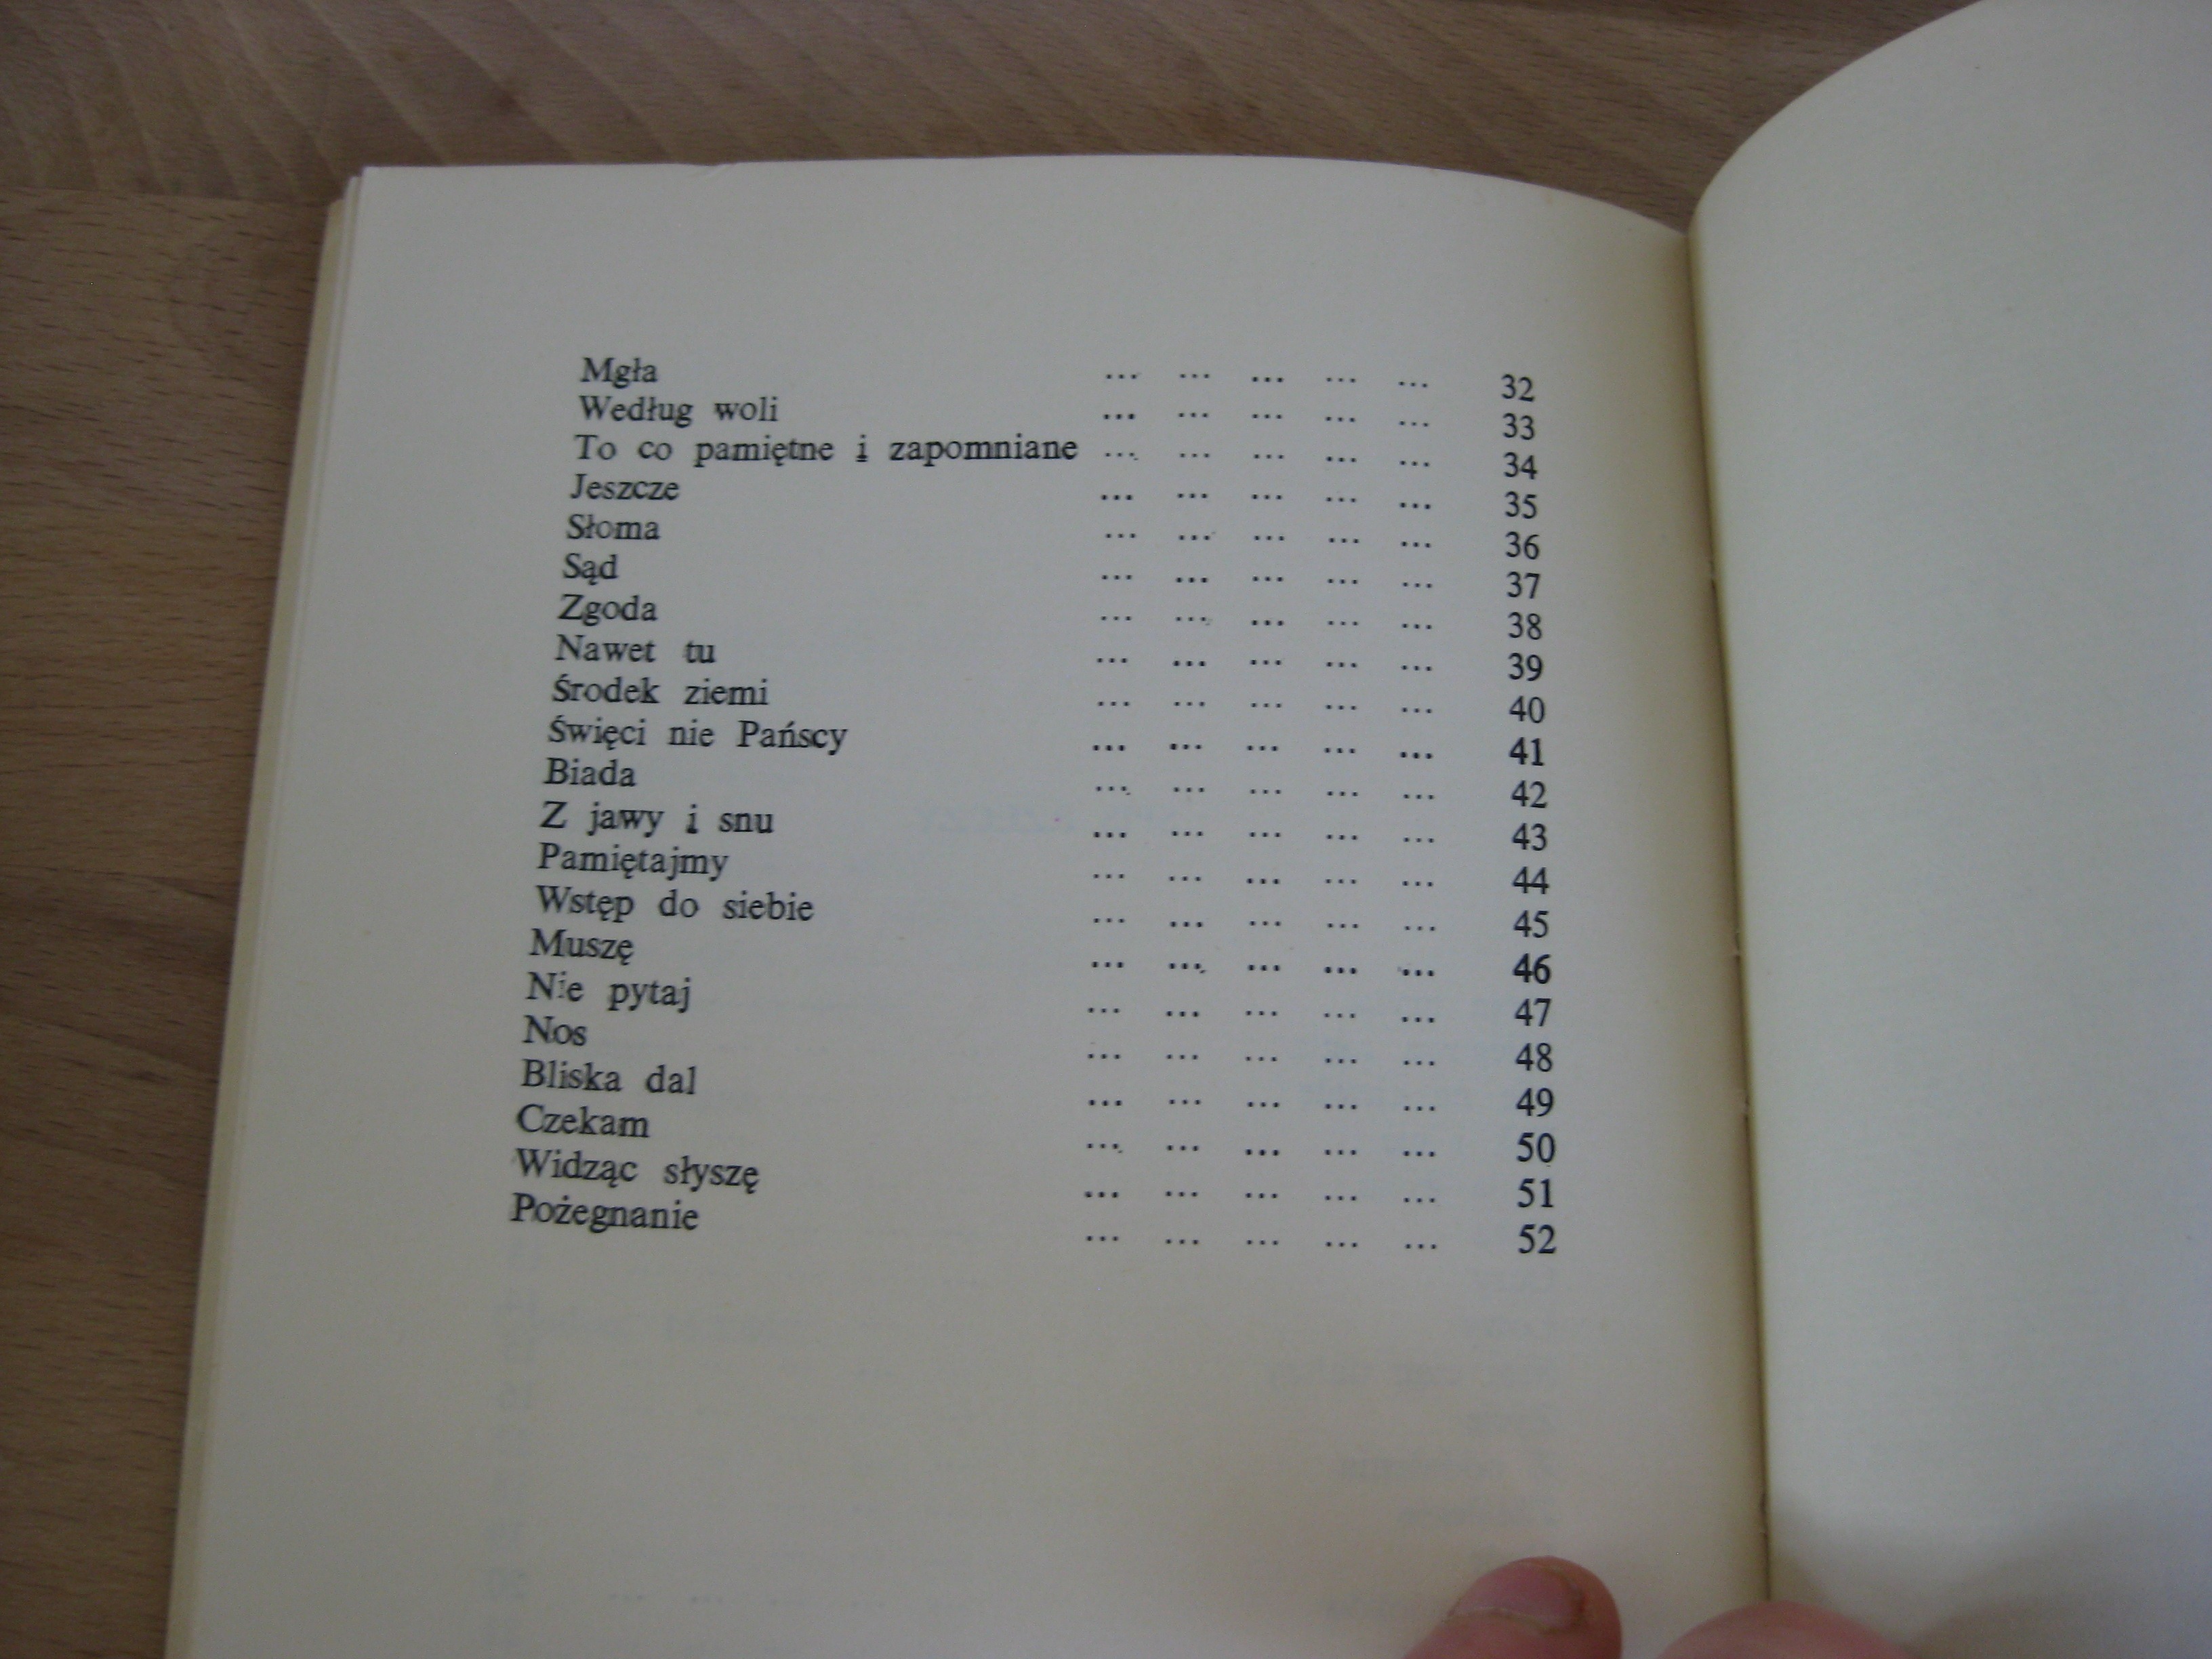 Mgła ... ... ... ... ... 32
Według woli ... ... ... ... ... 33
To co pamiętne i zapomniane ... ... ... ... ... 34
Jeszcze ... ... ... ... ... 35
Słoma ... ... ... ... ... 36
Sąd ... ... ... ... ... 37
Zgoda ... ... ... ... ... 38
Nawet tu ... ... ... ... ... 39
Środek ziemi ... ... ... ... ... 40
Święci nie Pańscy ... ... ... ... ... 41
Biada ... ... ... ... ... 42
Z jawy i snu ... ... ... ... ... 43
Pamiętajmy ... ... ... ... ... 44
Wstęp do siebie ... ... ... ... ... 45
Muszę ... ... ... ... ... 46
Nie pytaj ... ... ... ... ... 47
Nos ... ... ... ... ... 48
Bliska dal ... ... ... ... ... 49
Czekam ... ... ... ... ... 50
Widząc słyszę ... ... ... ... ... 51
Pożegnanie ... ... ... ... ... 52